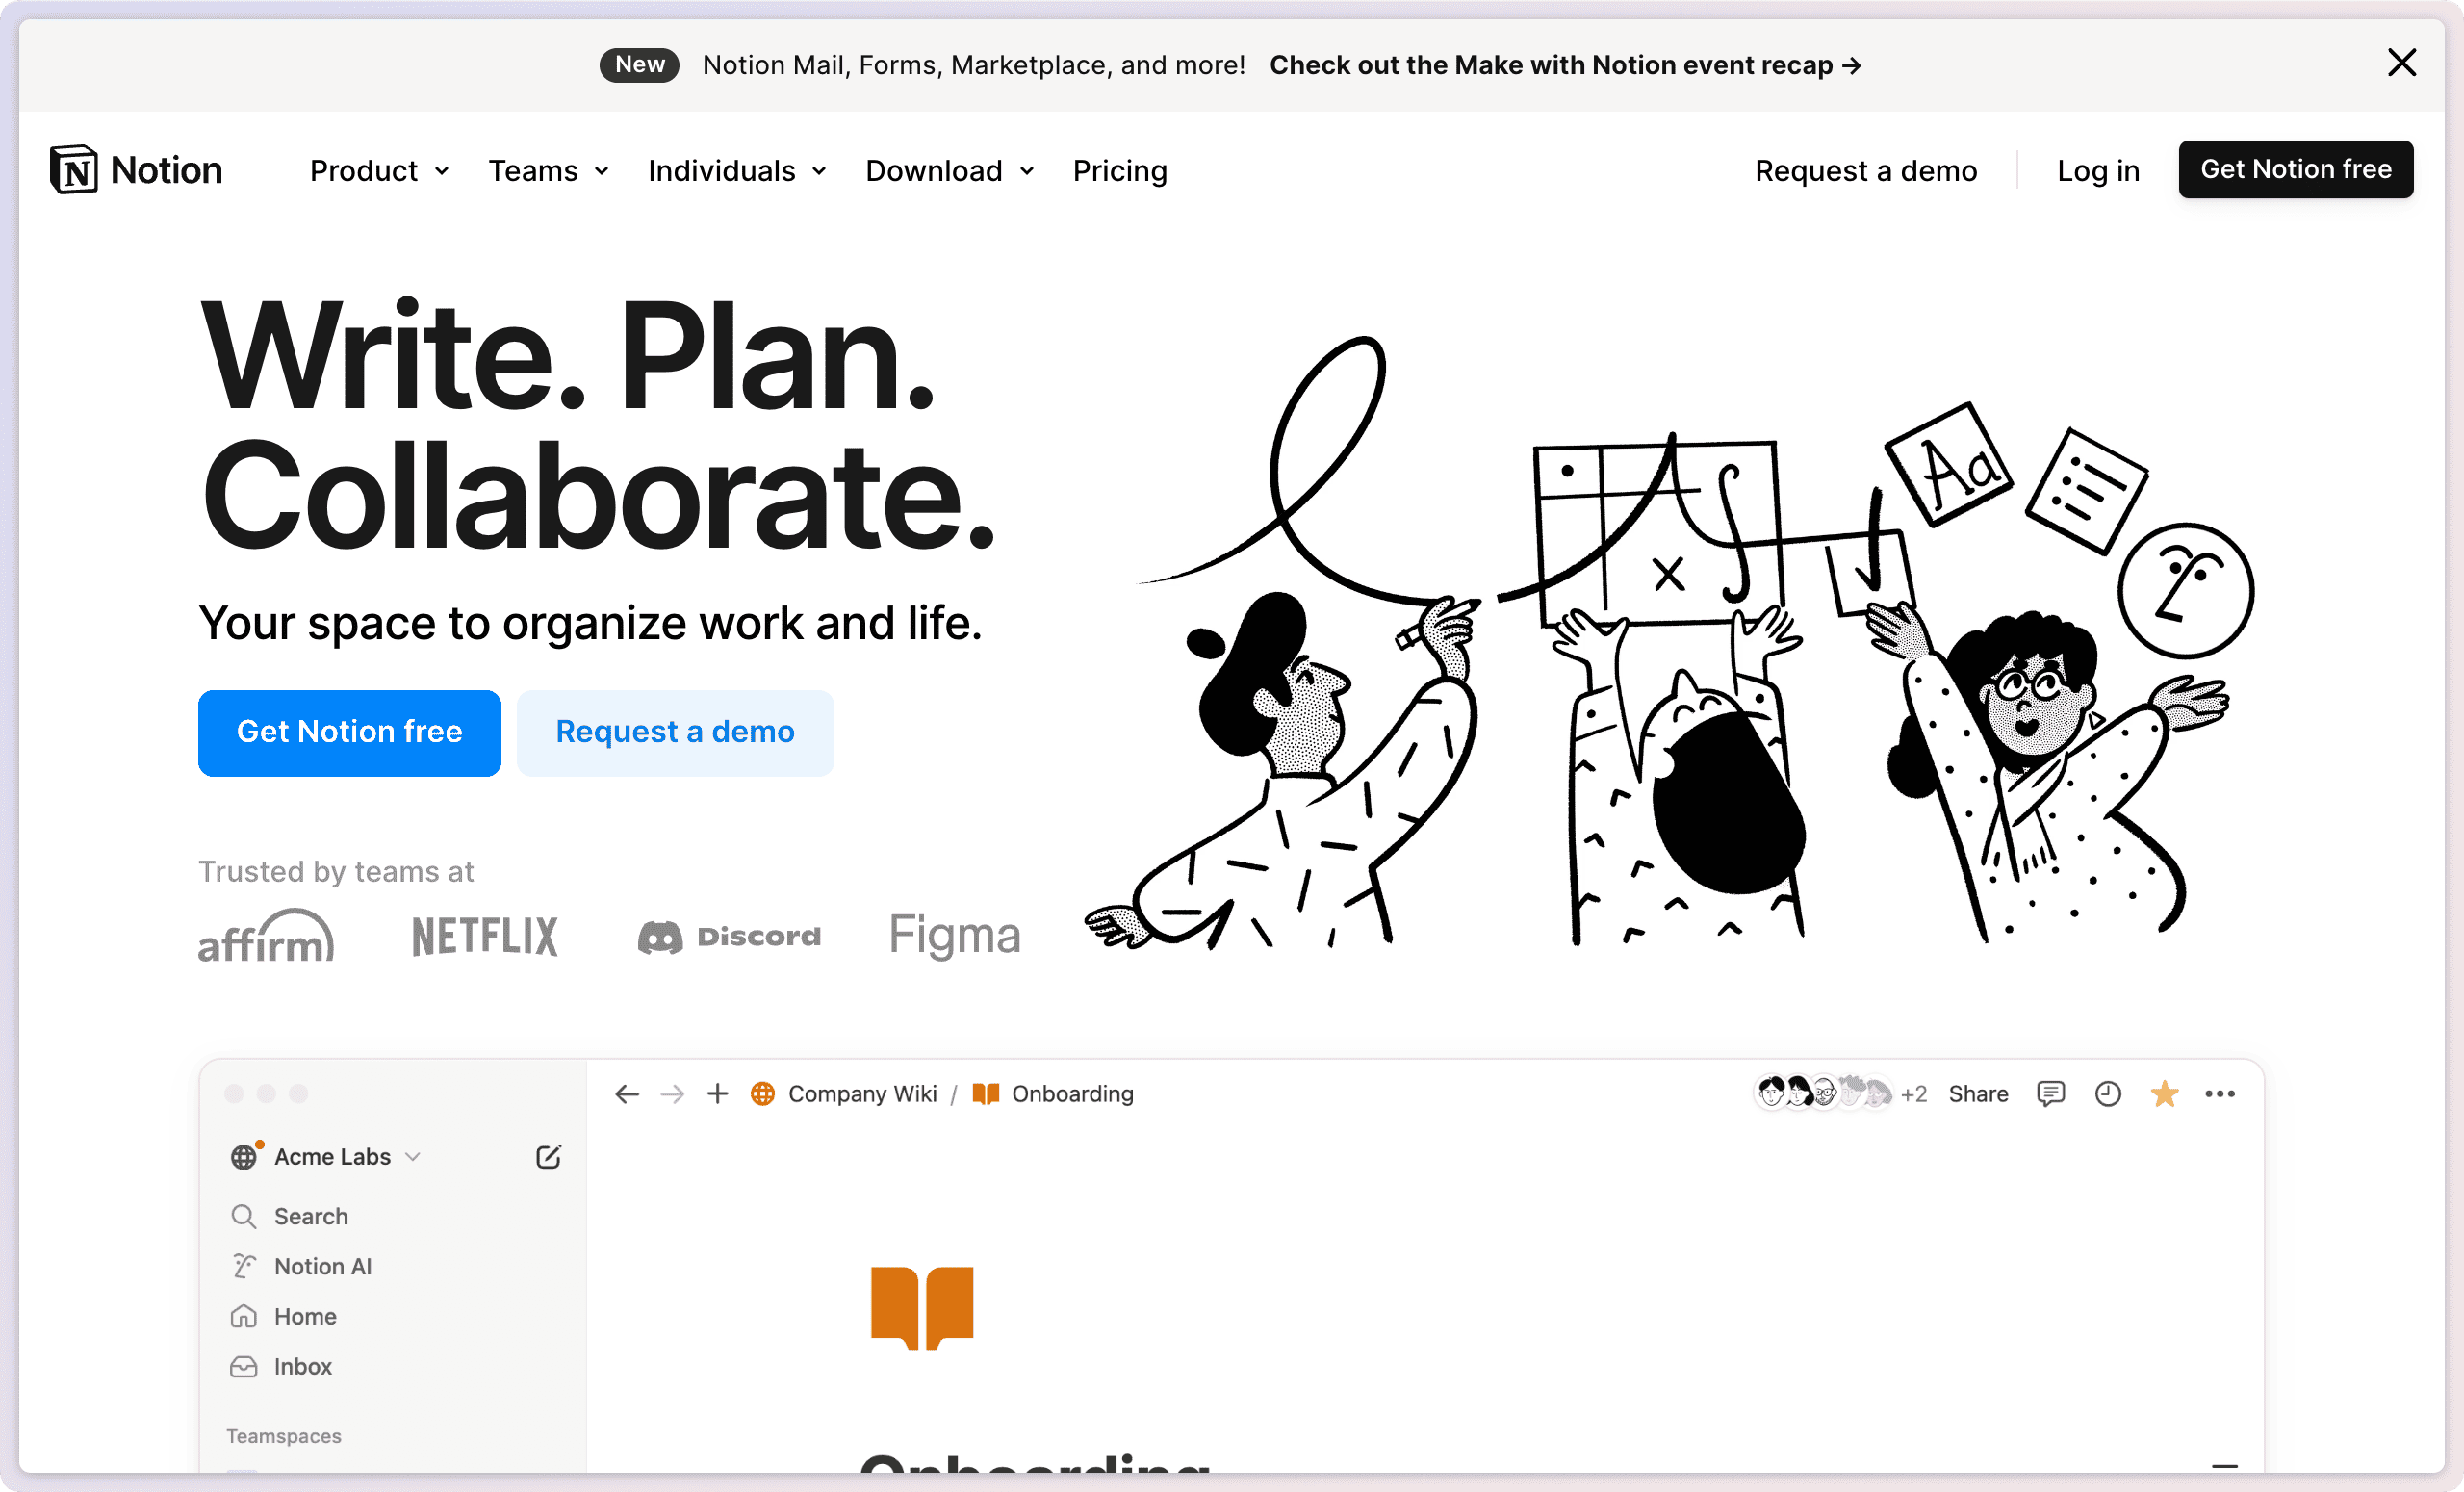 New Notion Mail, Forms, Marketplace, and more! Check out the Make with Notion event recap →
Notion Product Teams Individuals Download Pricing Request a demo Log in Get Notion free
Write. Plan.
Collaborate.
Your space to organize work and life.
Get Notion free Request a demo
Trusted by teams at
affirm NETFLIX Discord Figma
Aa
x
Company Wiki / Onboarding +2 Share
Acme Labs
Search
Notion AI
Home
Inbox
Teamspaces
Onboarding